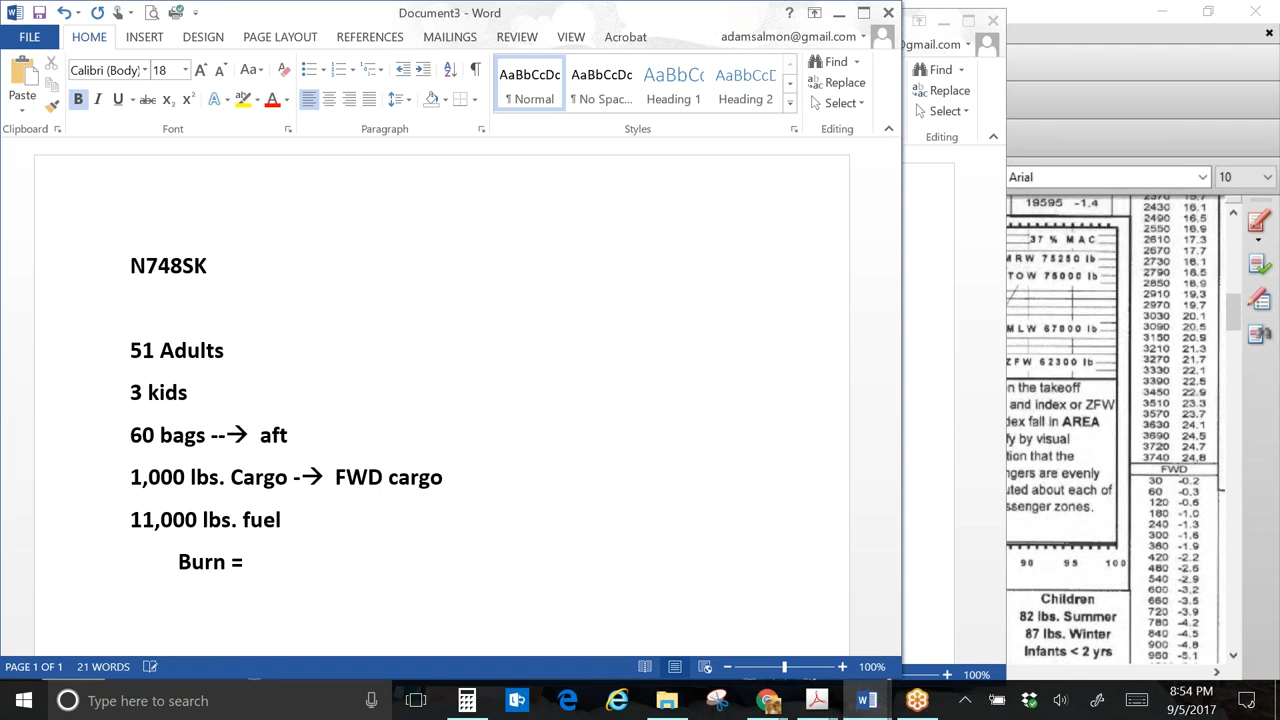 Document3 - Word
FILE HOME INSERT DESIGN PAGE LAYOUT REFERENCES MAILINGS REVIEW VIEW Acrobat
adamsalmon@gmail.com
@gmail.com
Paste
Calibri (Body) 18
AaBbCcDc AaBbCcDc AaBbCc AaBbCcD
¶ Normal ¶ No Spac... Heading 1 Heading 2
Find
Replace
Select
Clipboard Font Paragraph Styles Editing
Find
Replace
Select
Editing
N748SK
51 Adults
3 kids
60 bags --→ aft
1,000 lbs. Cargo -→ FWD cargo
11,000 lbs. fuel
Burn =
Arial 10
19595 -1.4
37 % MAC
MRW 75250 lb
TOW 75000 lb
MLW 67000 lb
ZFW 62300 lb
n the takeoff
and index or ZFW
dex fall in AREA
fy by visual
tion that the
ngers are evenly
uted about each of
ssenger zones.
90 95 100
Children
82 lbs. Summer
87 lbs. Winter
Infants < 2 yrs
2430 16.1
2490 16.5
2550 16.9
2610 17.3
2670 17.7
2730 18.1
2790 18.5
2850 18.9
2910 19.3
2970 19.7
3030 20.1
3090 20.5
3150 20.9
3210 21.3
3270 21.7
3330 22.1
3390 22.5
3450 22.9
3510 23.3
3570 23.7
3630 24.1
3690 24.5
3720 24.7
3740 24.8
FWD
30 -0.2
60 -0.3
120 -0.6
180 -1.0
240 -1.3
300 -1.6
360 -1.9
420 -2.2
480 -2.6
540 -2.9
600 -3.2
660 -3.5
720 -3.9
780 -4.2
840 -4.5
900 -4.8
960 -5.1
PAGE 1 OF 1 21 WORDS 100%
100%
Type here to search
8:54 PM
9/5/2017